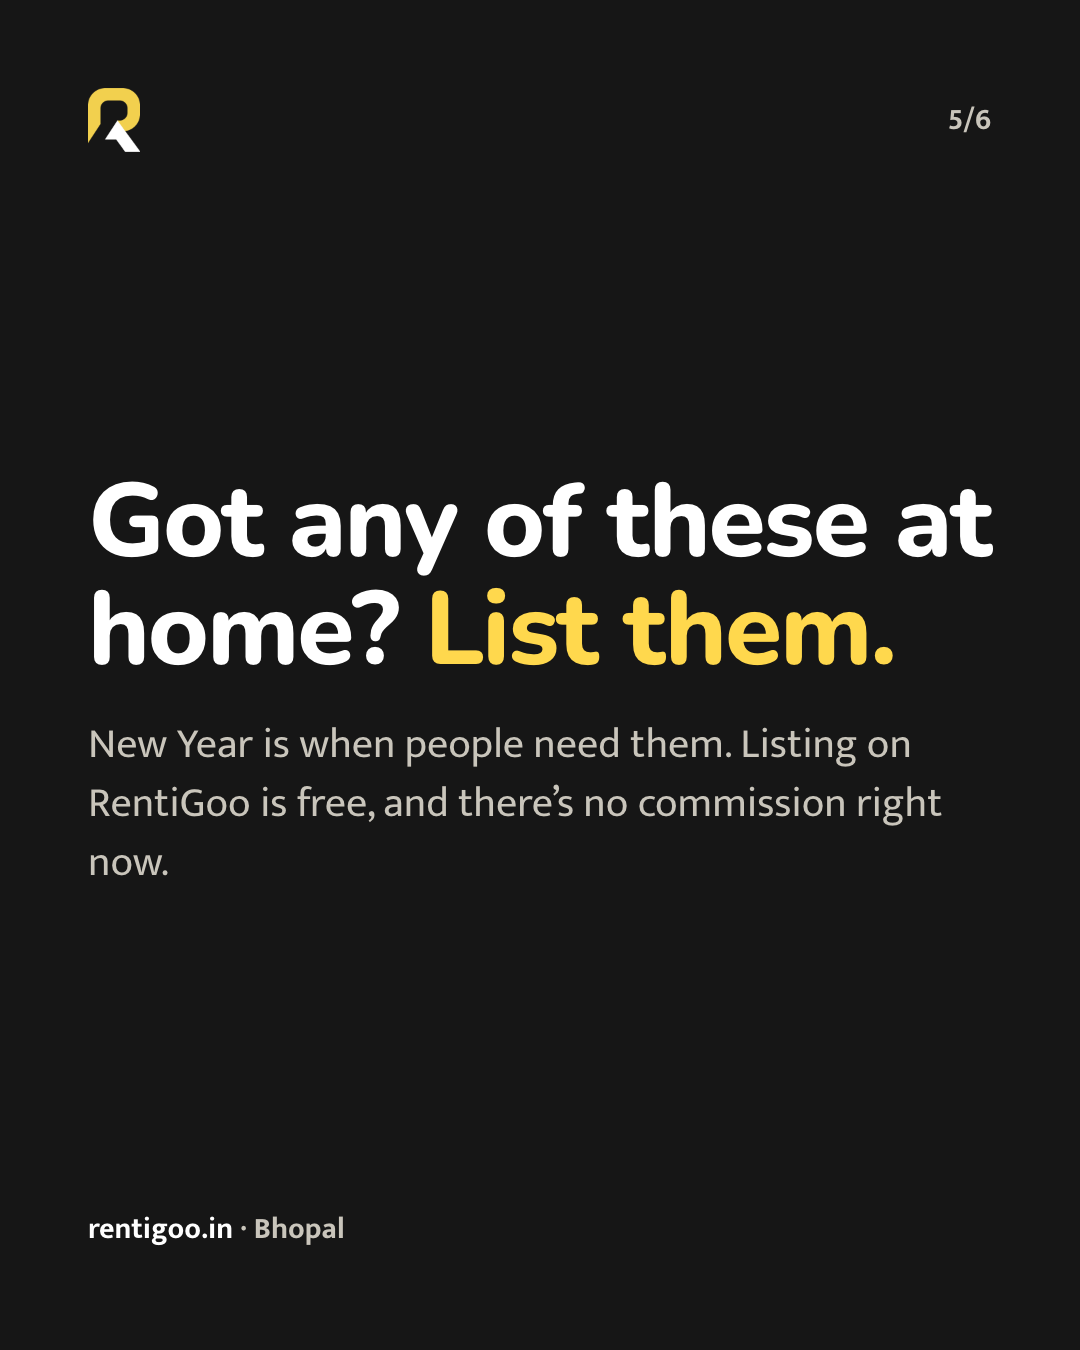 5/6
Got any of these at
home? List them.
New Year is when people need them. Listing on
RentiGoo is free, and there’s no commission right
now.
rentigoo.in · Bhopal